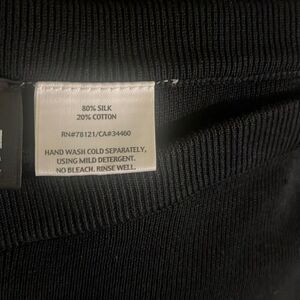 80% SILK
20% COTTON
RN#78121/CA#34460
HAND WASH COLD SEPARATELY,
USING MILD DETERGENT.
NO BLEACH. RINSE WELL.